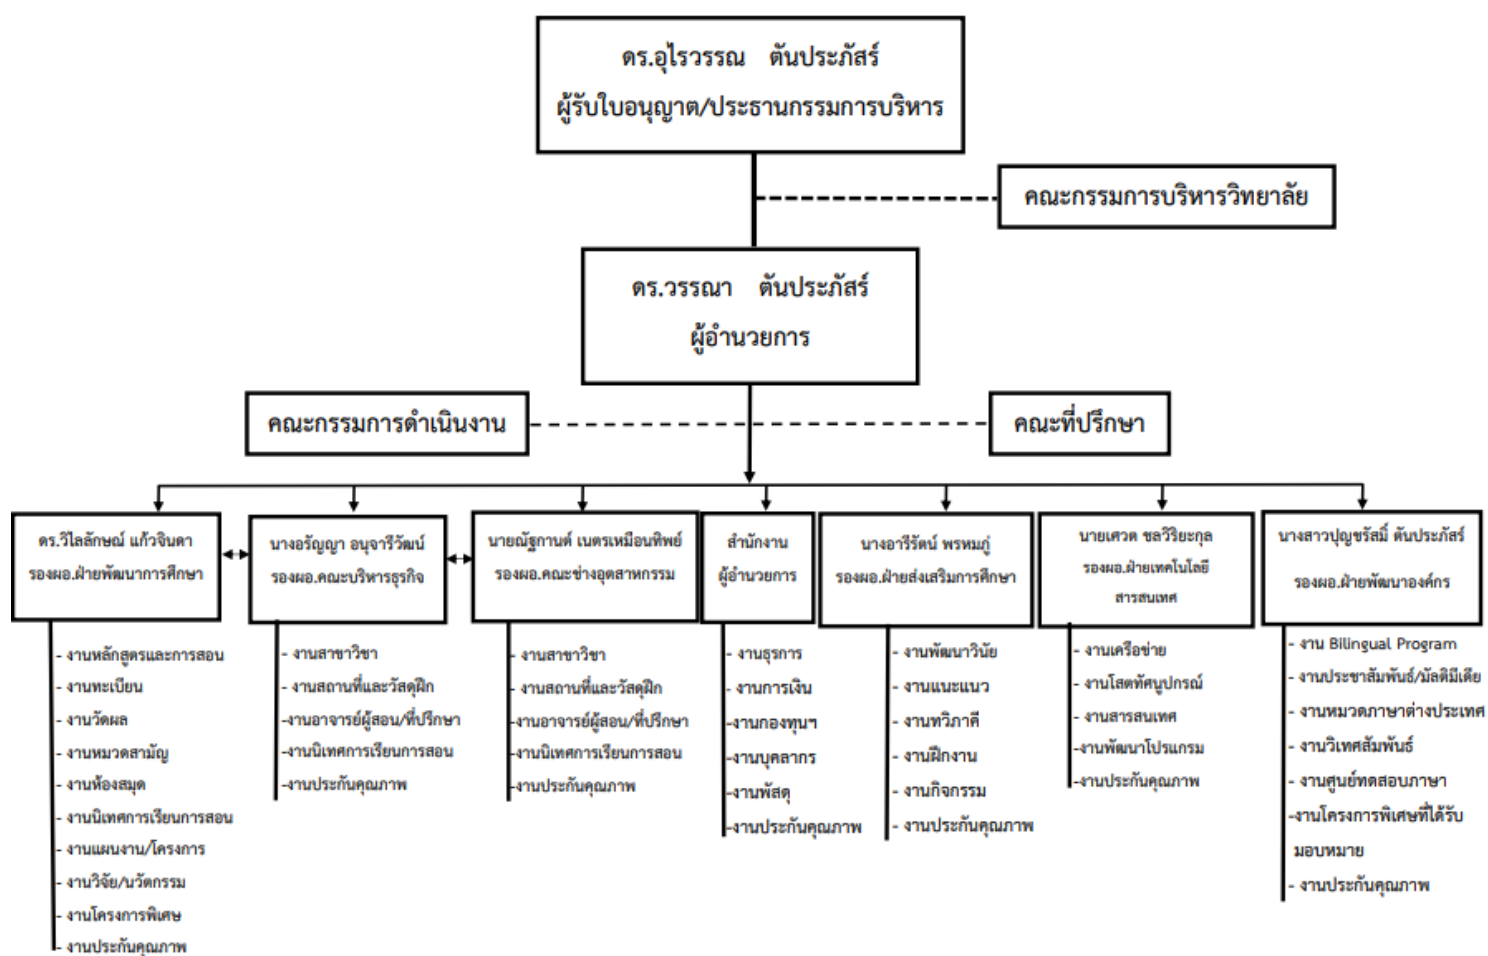 ดร.อุไรวรรณ ตันประภัสร์
ผู้รับใบอนุญาต/ประธานกรรมการบริหาร
คณะกรรมการบริหารวิทยาลัย
ดร.วรรณา ตันประภัสร์
ผู้อำนวยการ
คณะกรรมการดำเนินงาน
คณะที่ปรึกษา
ดร.วิไลลักษณ์ แก้วจินดา
รองผอ.ฝ่ายพัฒนาการศึกษา
- งานหลักสูตรและการสอน
- งานทะเบียน
- งานวัดผล
- งานหมวดสามัญ
- งานห้องสมุด
- งานนิเทศการเรียนการสอน
- งานแผนงาน/โครงการ
- งานวิจัย/นวัตกรรม
- งานโครงการพิเศษ
- งานประกันคุณภาพ
นางอรัญญา อนุจารีวัฒน์
รองผอ.คณะบริหารธุรกิจ
- งานสาขาวิชา
- งานสถานที่และวัสดุฝึก
-งานอาจารย์ผู้สอน/ที่ปรึกษา
-งานนิเทศการเรียนการสอน
-งานประกันคุณภาพ
นายณัฐกานต์ เนตรเหมือนทิพย์
รองผอ.คณะช่างอุตสาหกรรม
- งานสาขาวิชา
- งานสถานที่และวัสดุฝึก
-งานอาจารย์ผู้สอน/ที่ปรึกษา
-งานนิเทศการเรียนการสอน
-งานประกันคุณภาพ
สำนักงาน
ผู้อำนวยการ
- งานธุรการ
- งานการเงิน
-งานกองทุนฯ
-งานบุคลากร
-งานพัสดุ
-งานประกันคุณภาพ
นางอารีรัตน์ พรหมภู่
รองผอ.ฝ่ายส่งเสริมการศึกษา
- งานพัฒนาวินัย
- งานแนะแนว
- งานทวิภาคี
- งานฝึกงาน
- งานกิจกรรม
- งานประกันคุณภาพ
นายเศวต ชลวิริยะกุล
รองผอ.ฝ่ายเทคโนโลยี
สารสนเทศ
- งานเครือข่าย
- งานโสตทัศนูปกรณ์
- งานสารสนเทศ
-งานพัฒนาโปรแกรม
-งานประกันคุณภาพ
นางสาวปุญชรัสมิ์ ตันประภัสร์
รองผอ.ฝ่ายพัฒนาองค์กร
- งาน Bilingual Program
- งานประชาสัมพันธ์/มัลติมีเดีย
- งานหมวดภาษาต่างประเทศ
- งานวิเทศสัมพันธ์
- งานศูนย์ทดสอบภาษา
-งานโครงการพิเศษที่ได้รับ
มอบหมาย
- งานประกันคุณภาพ